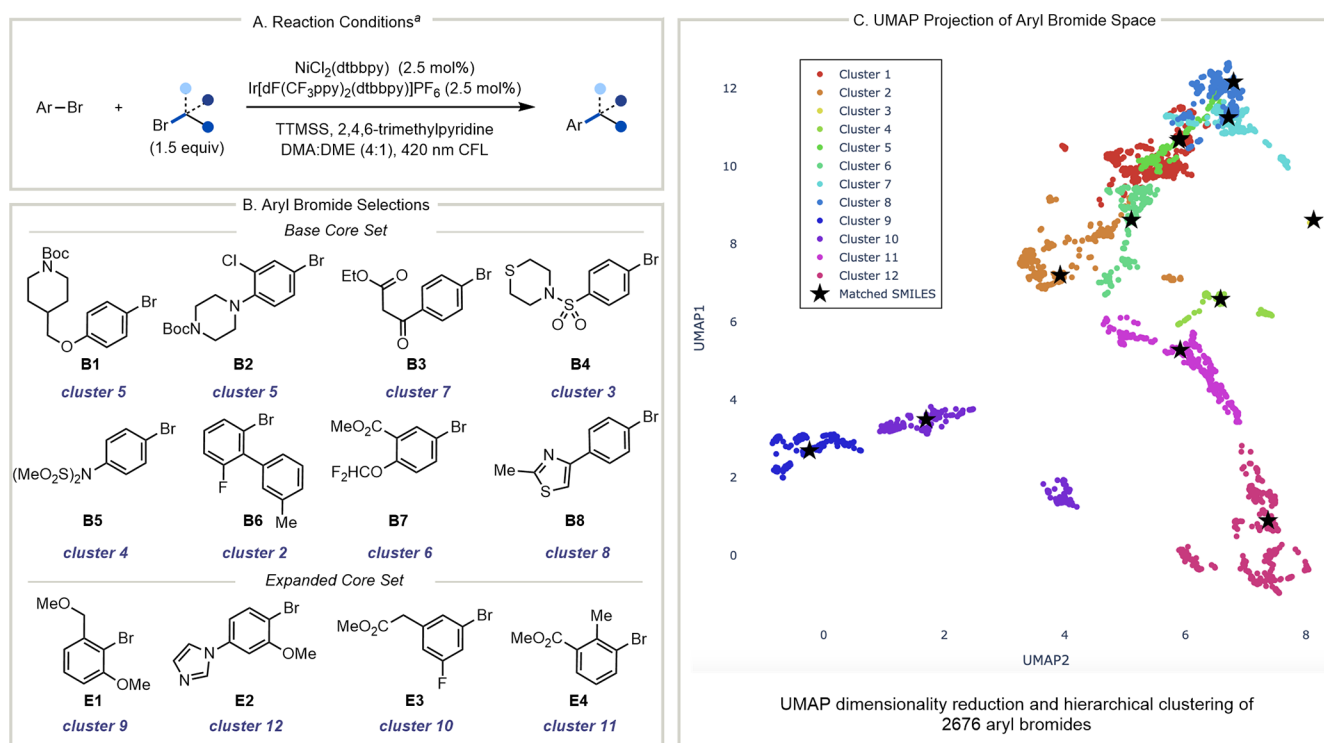 A. Reaction Conditionsᵃ
Ar–Br
+
Br
(1.5 equiv)
NiCl₂(dtbbpy) (2.5 mol%)
Ir[dF(CF₃ppy)₂(dtbbpy)]PF₆ (2.5 mol%)
TTMSS, 2,4,6-trimethylpyridine
DMA:DME (4:1), 420 nm CFL
Ar
B. Aryl Bromide Selections
Base Core Set
Boc
N
O
Br
B1
cluster 5
Cl
Br
N
BocN
B2
cluster 5
EtO
O
O
Br
B3
cluster 7
S
N
S
O O
Br
B4
cluster 3
Br
(MeO₂S)₂N
B5
cluster 4
Br
F
Me
B6
cluster 2
MeO₂C
Br
F₂HCO
B7
cluster 6
Br
N
Me
S
B8
cluster 8
Expanded Core Set
MeO
Br
OMe
E1
cluster 9
Br
N
N
OMe
E2
cluster 12
MeO₂C
Br
F
E3
cluster 10
Me
MeO₂C
Br
E4
cluster 11
C. UMAP Projection of Aryl Bromide Space
Cluster 1
Cluster 2
Cluster 3
Cluster 4
Cluster 5
Cluster 6
Cluster 7
Cluster 8
Cluster 9
Cluster 10
Cluster 11
Cluster 12
Matched SMILES
UMAP1
12
10
8
6
4
2
0
0 2 4 6 8
UMAP2
UMAP dimensionality reduction and hierarchical clustering of
2676 aryl bromides